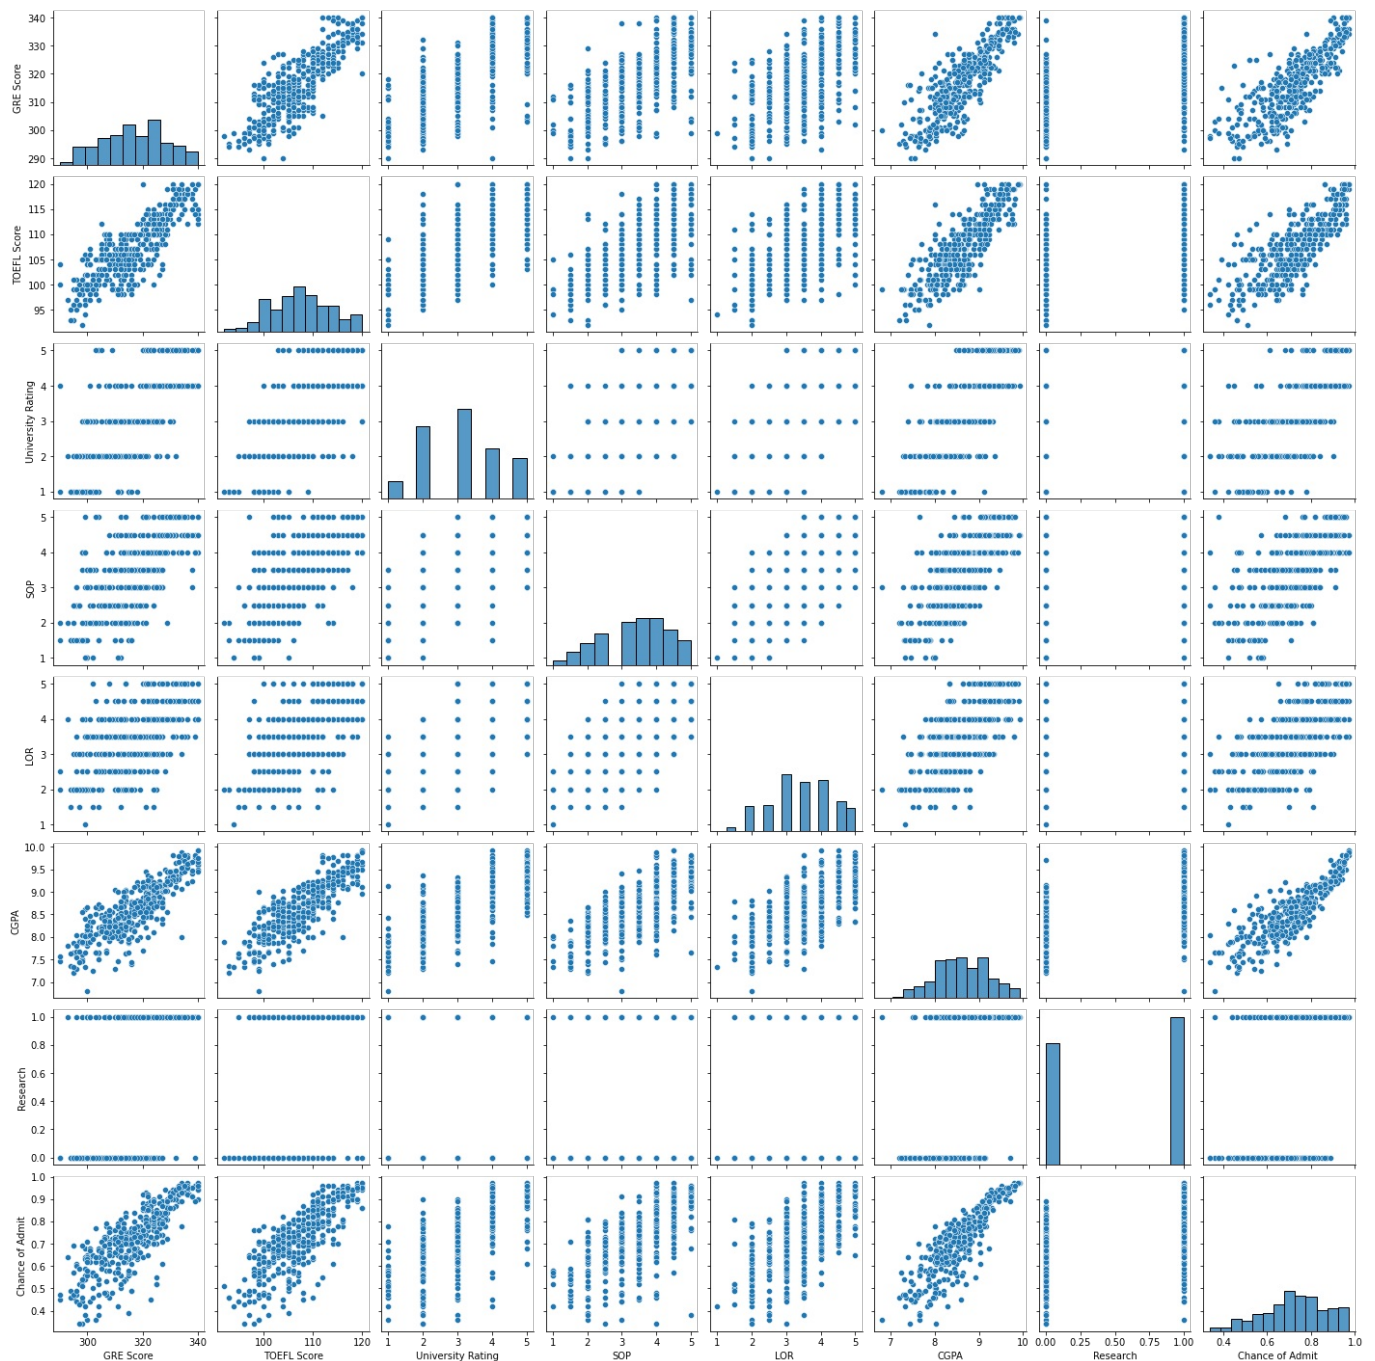 340
330
320
310
300
290
GRE Score
120
115
110
105
100
95
TOEFL Score
5
4
3
2
1
University Rating
5
4
3
2
1
SOP
5
4
3
2
1
LOR
10.0
9.5
9.0
8.5
8.0
7.5
7.0
CGPA
1.0
0.8
0.6
0.4
0.2
0.0
Research
1.0
0.9
0.8
0.7
0.6
0.5
0.4
Chance of Admit
300 320 340
GRE Score
100 110 120
TOEFL Score
1 2 3 4 5
University Rating
1 2 3 4 5
SOP
1 2 3 4 5
LOR
7 8 9 10
CGPA
0.00 0.25 0.50 0.75 1.00
Research
0.4 0.6 0.8 1.0
Chance of Admit